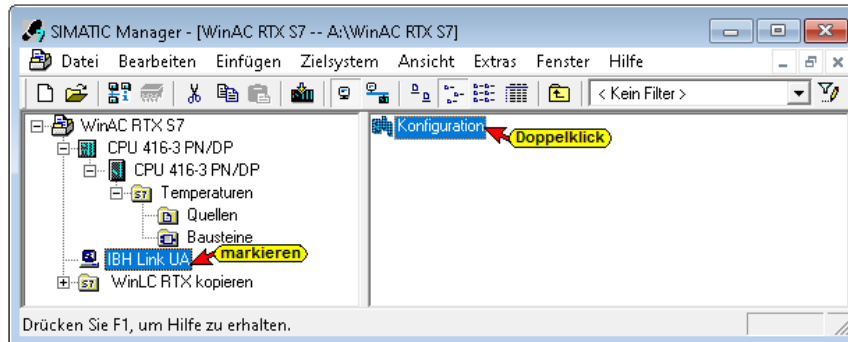 SIMATIC Manager - [WinAC RTX S7 -- A:\WinAC RTX S7]
Datei Bearbeiten Einfügen Zielsystem Ansicht Extras Fenster Hilfe
< Kein Filter >
WinAC RTX S7
CPU 416-3 PN/DP
CPU 416-3 PN/DP
S7 Temperaturen
Quellen
Bausteine
IBH Link UA markieren
S7 WinLC RTX kopieren
Konfiguration Doppelklick
Drücken Sie F1, um Hilfe zu erhalten.